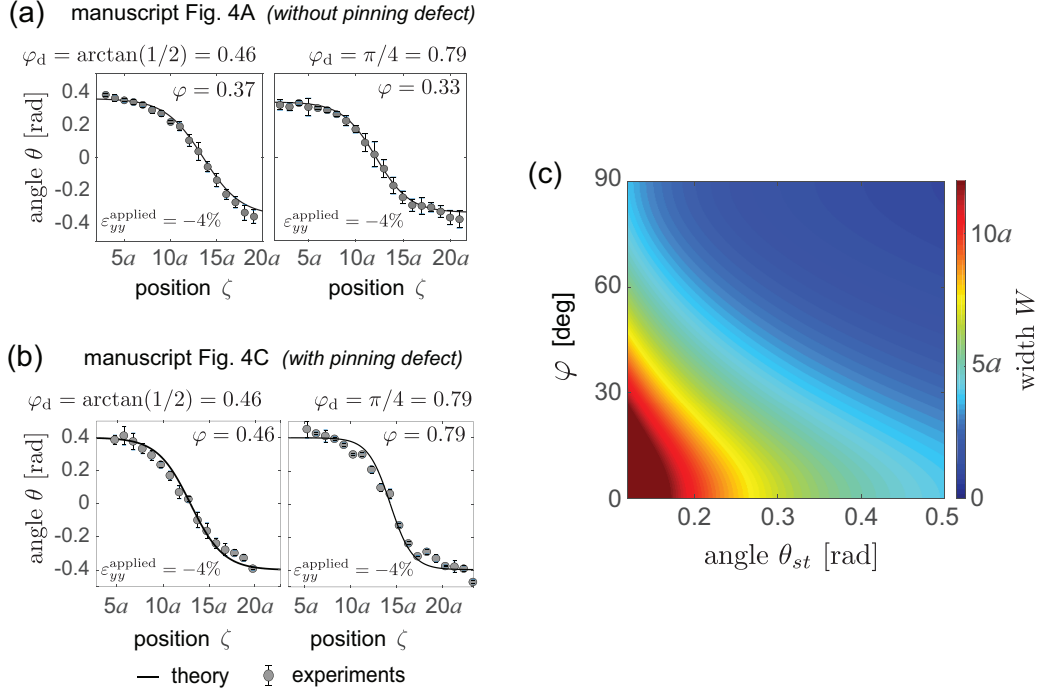 (a) manuscript Fig. 4A (without pinning defect)
φd = arctan(1/2) = 0.46
φd = π/4 = 0.79
angle θ [rad]
0.4
0.2
0
-0.2
-0.4
φ = 0.37
ε_yy^applied = −4%
φ = 0.33
ε_yy^applied = −4%
5a 10a 15a 20a
5a 10a 15a 20a
position ζ
position ζ
(b) manuscript Fig. 4C (with pinning defect)
φd = arctan(1/2) = 0.46
φd = π/4 = 0.79
angle θ [rad]
0.4
0.2
0
-0.2
-0.4
φ = 0.46
ε_yy^applied = −4%
φ = 0.79
ε_yy^applied = −4%
5a 10a 15a 20a
5a 10a 15a 20a
position ζ
position ζ
theory
experiments
(c)
φ [deg]
90
60
30
0
0.2 0.3 0.4 0.5
angle θst [rad]
10a
5a
0
width W